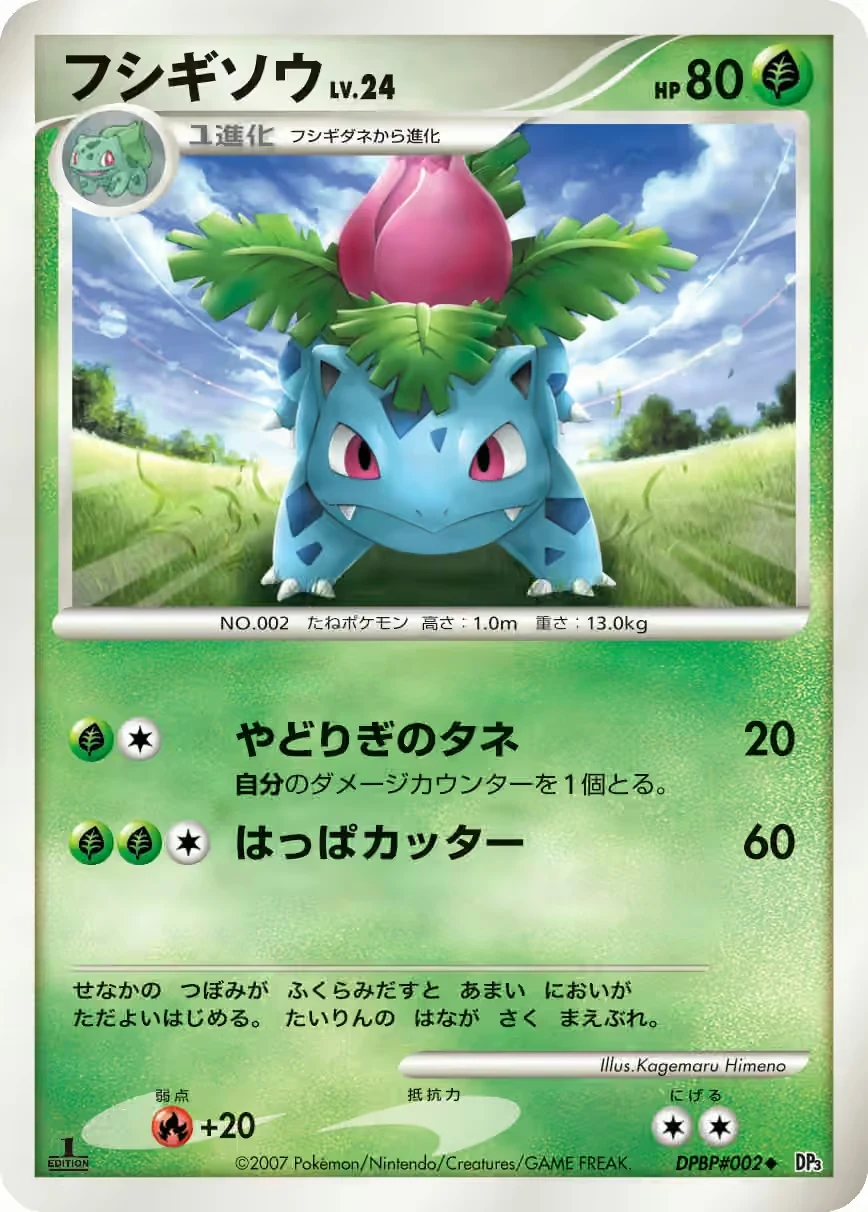 フシギソウ LV.24 HP 80
1進化 フシギダネから進化
NO.002 たねポケモン 高さ:1.0m 重さ:13.0kg
やどりぎのタネ 20
自分のダメージカウンターを1個とる。
はっぱカッター 60
せなかの つぼみが ふくらみだすと あまい においが
ただよいはじめる。 たいりんの はなが さく まえぶれ。
Illus.Kagemaru Himeno
弱点 抵抗力 にげる
+20
1 EDITION ©2007 Pokémon/Nintendo/Creatures/GAME FREAK. DPBP#002 DP3